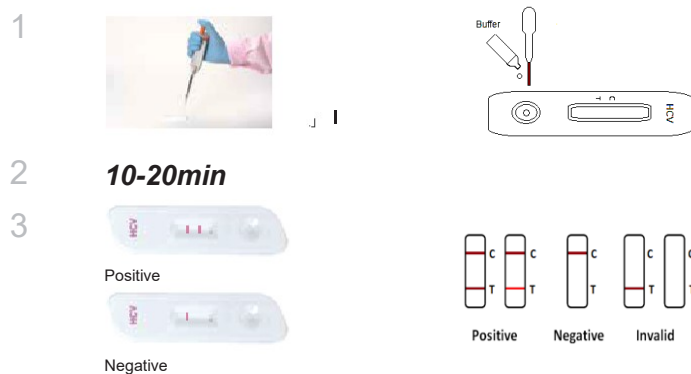 1
Buffer
T C
HCV
2
10-20min
3
HCV
Positive
HCV
Negative
C
T
C
T
C
T
C
T
C
Positive
Negative
Invalid